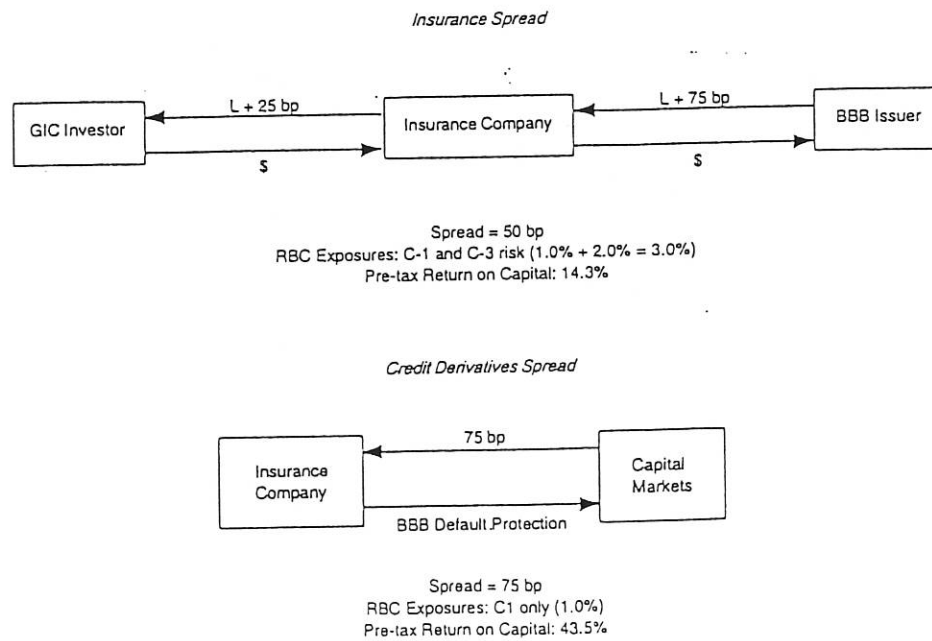 Insurance Spread
L + 25 bp
L + 75 bp
GIC Investor
Insurance Company
BBB Issuer
$
$
Spread = 50 bp
RBC Exposures: C-1 and C-3 risk (1.0% + 2.0% = 3.0%)
Pre-tax Return on Capital: 14.3%
Credit Derivatives Spread
75 bp
Insurance
Company
Capital
Markets
BBB Default Protection
Spread = 75 bp
RBC Exposures: C1 only (1.0%)
Pre-tax Return on Capital: 43.5%